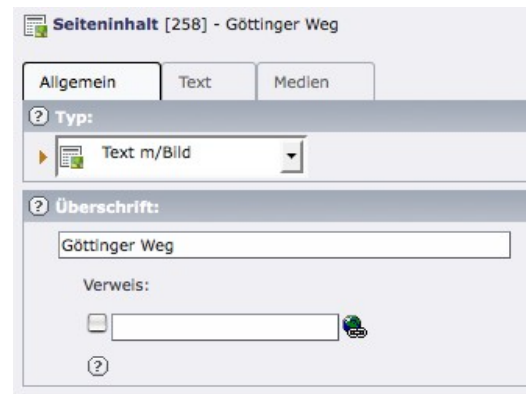 Seiteninhalt [258] - Göttinger Weg
Allgemein Text Medien
? Typ:
Text m/Bild
? Überschrift:
Göttinger Weg
Verweis:
?